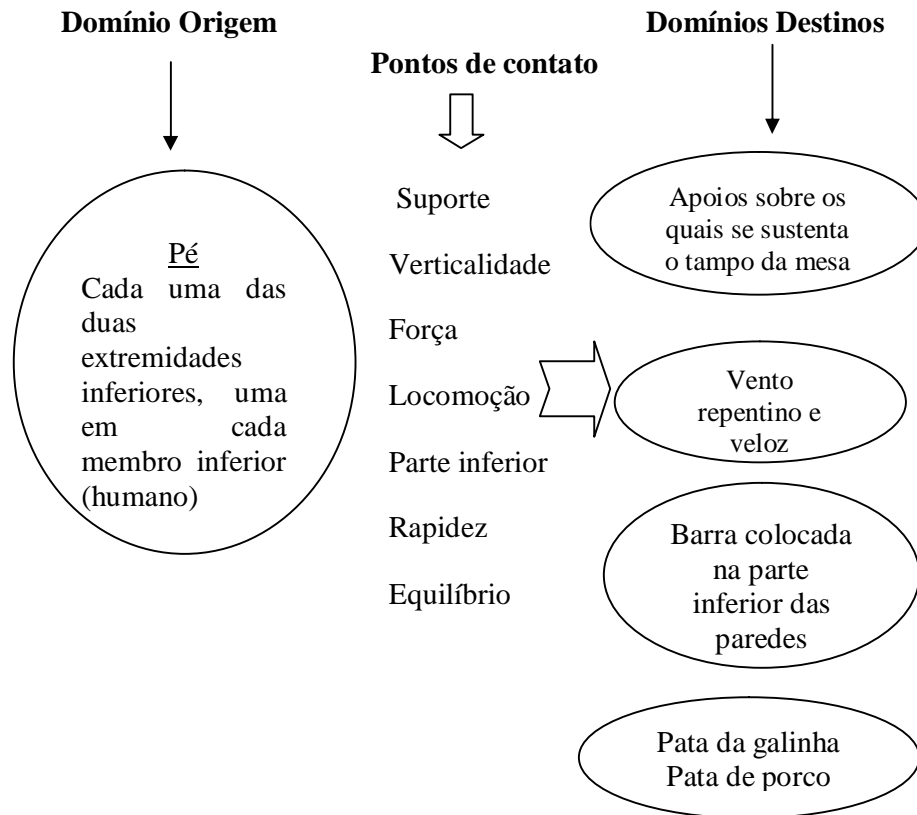 Domínio Origem
Pontos de contato
Domínios Destinos
Pé
Cada uma das
duas
extremidades
inferiores, uma
em cada
membro inferior
(humano)
Suporte
Verticalidade
Força
Locomoção
Parte inferior
Rapidez
Equilíbrio
Apoios sobre os
quais se sustenta
o tampo da mesa
Vento
repentino e
veloz
Barra colocada
na parte
inferior das
paredes
Pata da galinha
Pata de porco